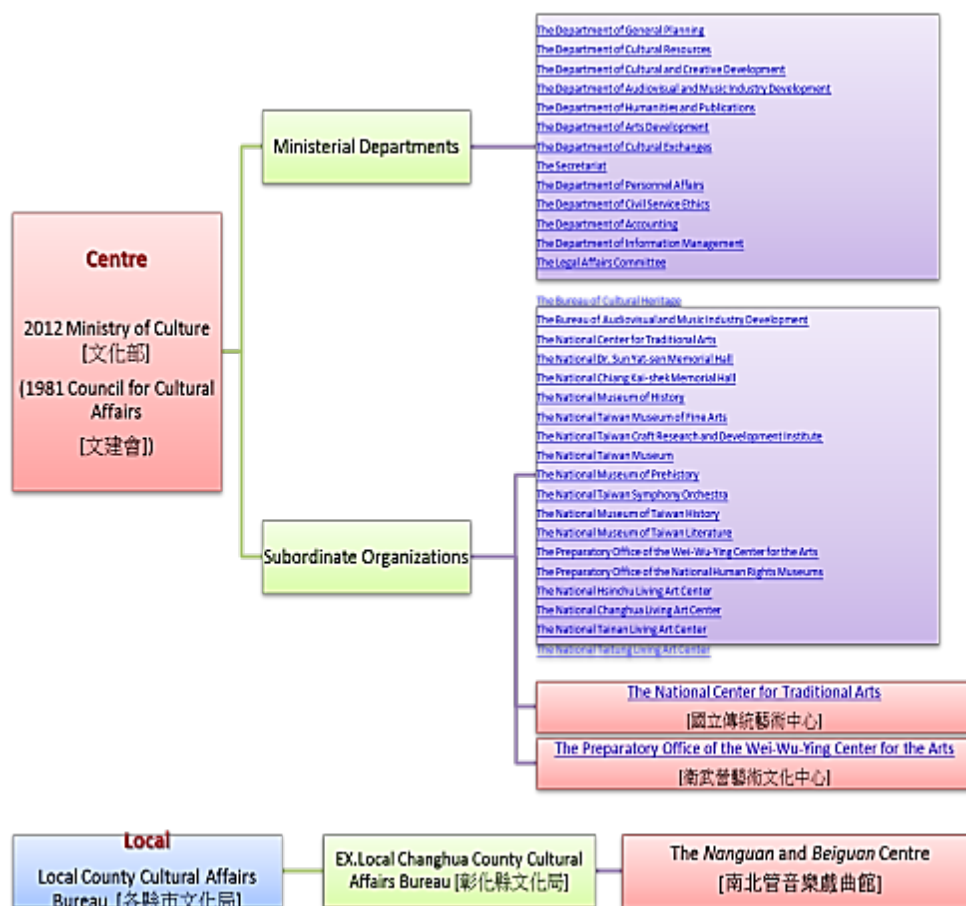 Centre
2012 Ministry of Culture
[文化部]
(1981 Council for Cultural
Affairs
[文建會])
Ministerial Departments
The Department of General Planning
The Department of Cultural Resources
The Department of Cultural and Creative Development
The Department of Audiovisual and Music Industry Development
The Department of Humanities and Publications
The Department of Arts Development
The Department of Cultural Exchanges
The Secretariat
The Department of Personnel Affairs
The Department of Civil Service Ethics
The Department of Accounting
The Department of Information Management
The Legal Affairs Committee
Subordinate Organizations
The Bureau of Cultural Heritage
The Bureau of Audiovisual and Music Industry Development
The National Center for Traditional Arts
The National Dr. Sun Yat-sen Memorial Hall
The National Chiang Kai-shek Memorial Hall
The National Museum of History
The National Taiwan Museum of Fine Arts
The National Taiwan Craft Research and Development Institute
The National Taiwan Museum
The National Museum of Prehistory
The National Taiwan Symphony Orchestra
The National Museum of Taiwan History
The National Museum of Taiwan Literature
The Preparatory Office of the Wei-Wu-Ying Center for the Arts
The Preparatory Office of the National Human Rights Museums
The National Hsinchu Living Art Center
The National Changhua Living Art Center
The National Tainan Living Art Center
The National Taitung Living Art Center
The National Center for Traditional Arts
[國立傳統藝術中心]
The Preparatory Office of the Wei-Wu-Ying Center for the Arts
[衛武營藝術文化中心]
Local
Local County Cultural Affairs
Bureau [各縣市文化局]
EX.Local Changhua County Cultural
Affairs Bureau [彰化縣文化局]
The Nanguan and Beiguan Centre
[南北管音樂戲曲館]